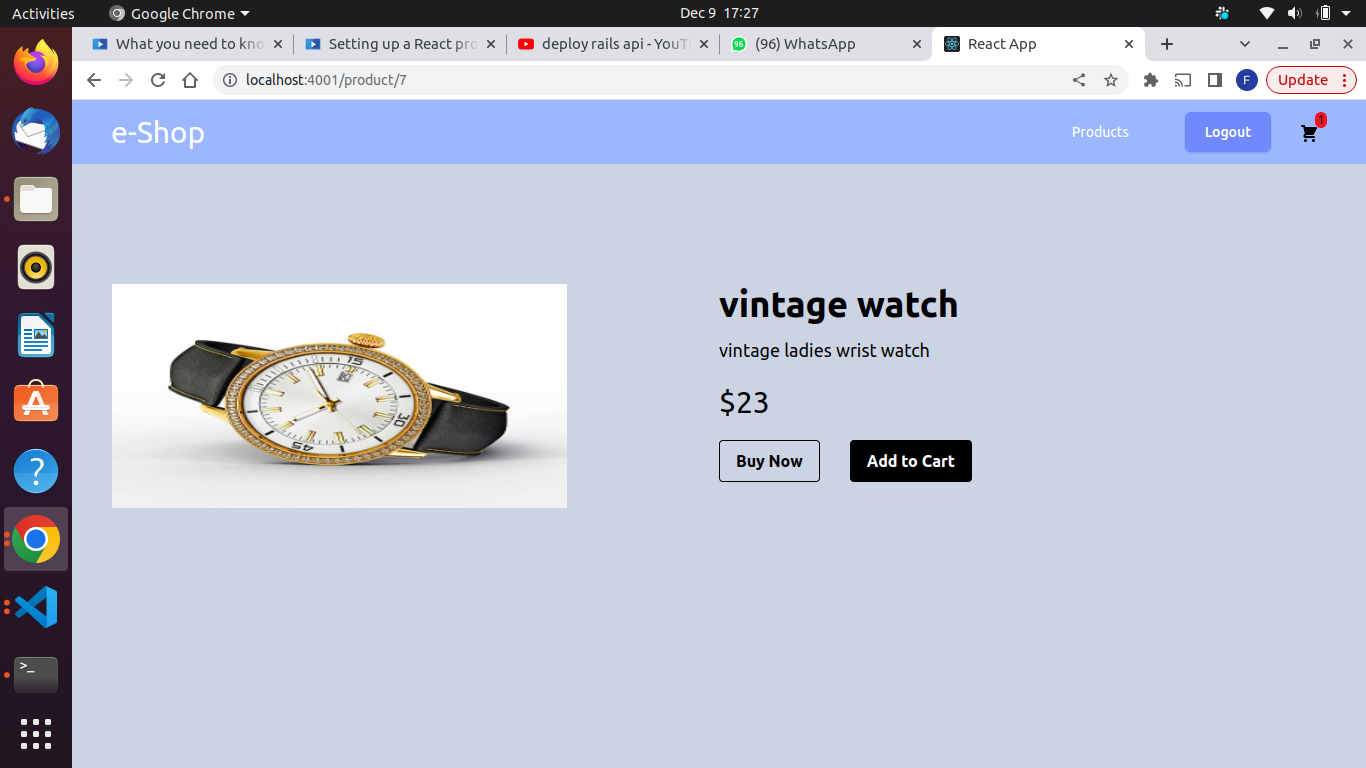 Activities Google Chrome Dec 9 17:27
What you need to kno Setting up a React pro deploy rails api - YouT (96) WhatsApp React App
localhost:4001/product/7 F Update
e-Shop Products Logout 1
vintage watch
vintage ladies wrist watch
$23
Buy Now Add to Cart
15
30
45